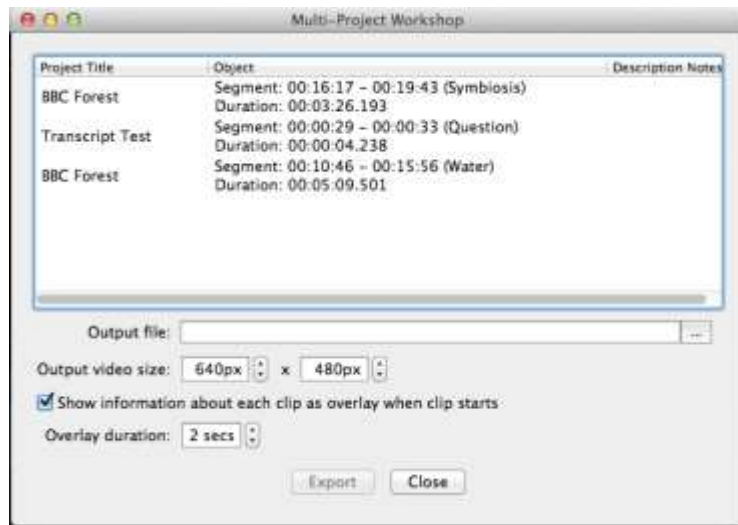 Multi-Project Workshop
Project Title Object Description Notes
BBC Forest
Segment: 00:16:17 - 00:19:43 (Symbiosis)
Duration: 00:03:26.193
Transcript Test
Segment: 00:00:29 - 00:00:33 (Question)
Duration: 00:00:04.238
BBC Forest
Segment: 00:10:46 - 00:15:56 (Water)
Duration: 00:05:09.501
Output file: ...
Output video size: 640px x 480px
Show information about each clip as overlay when clip starts
Overlay duration: 2 secs
Export Close